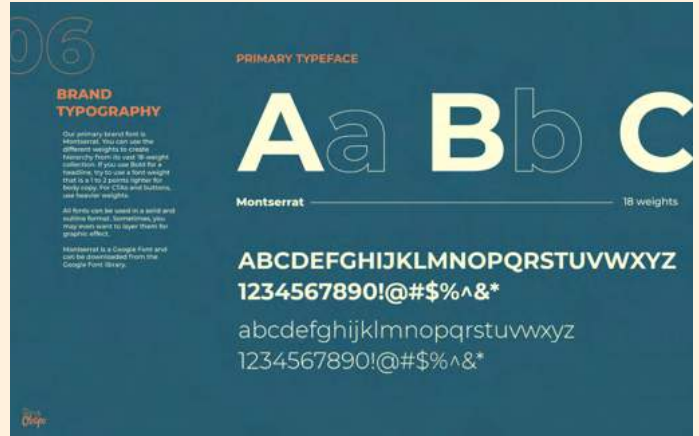 06
BRAND
TYPOGRAPHY
Our primary brand font is
Montserrat. You can use the
different weights to create
hierarchy from its vast 18-weight
collection. If you use Bold for a
headline, try to use a font weight
that is a 1 to 2 points lighter for
body copy. For CTAs and buttons,
use heavier weights.
All fonts can be used in a solid and
outline format. Sometimes, you
may even want to layer them for
graphic effect.
Montserrat is a Google Font and
can be downloaded from the
Google Font library.
PRIMARY TYPEFACE
Aa Bb C
Montserrat 18 weights
ABCDEFGHIJKLMNOPQRSTUVWXYZ
1234567890!@#$%^&*
abcdefghijklmnopqrstuvwxyz
1234567890!@#$%^&*